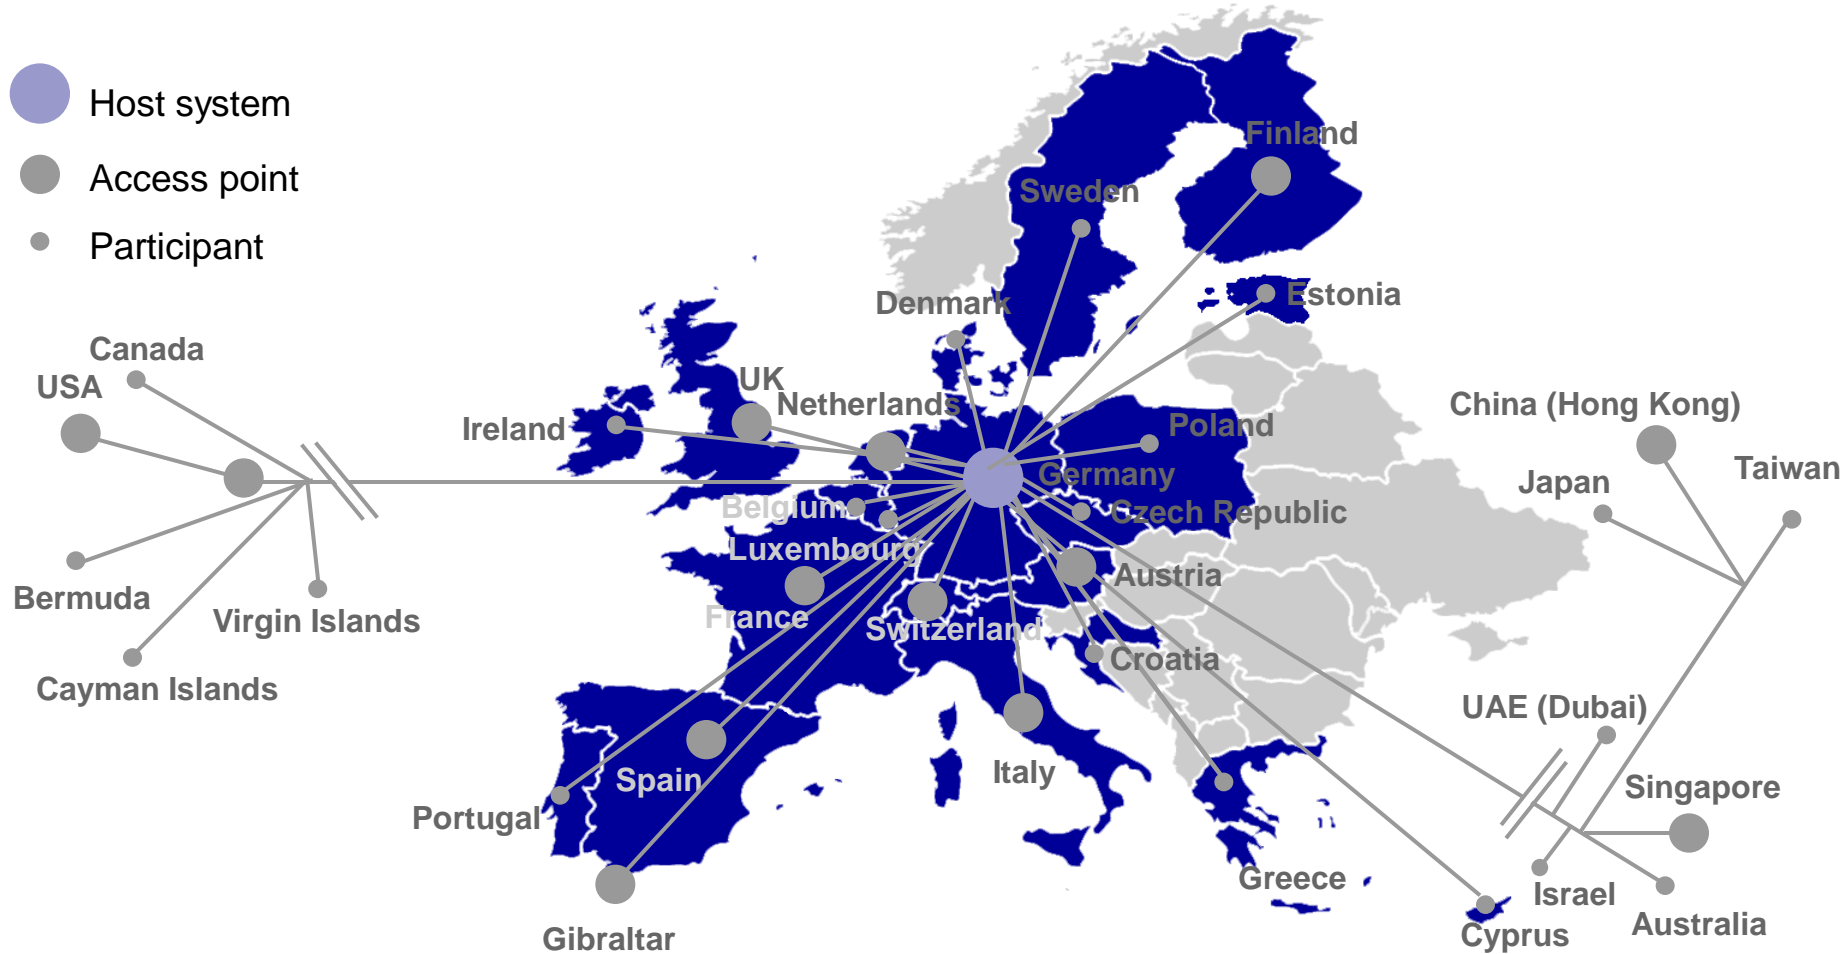 Host system
Access point
Participant
Finland
Sweden
Denmark
Estonia
Canada
USA
UK
Netherlands
Ireland
Poland
China (Hong Kong)
Germany
Taiwan
Japan
Belgium
Czech Republic
Luxembourg
Austria
Bermuda
Virgin Islands
France
Switzerland
Croatia
Cayman Islands
UAE (Dubai)
Spain
Italy
Singapore
Portugal
Greece
Israel
Australia
Gibraltar
Cyprus